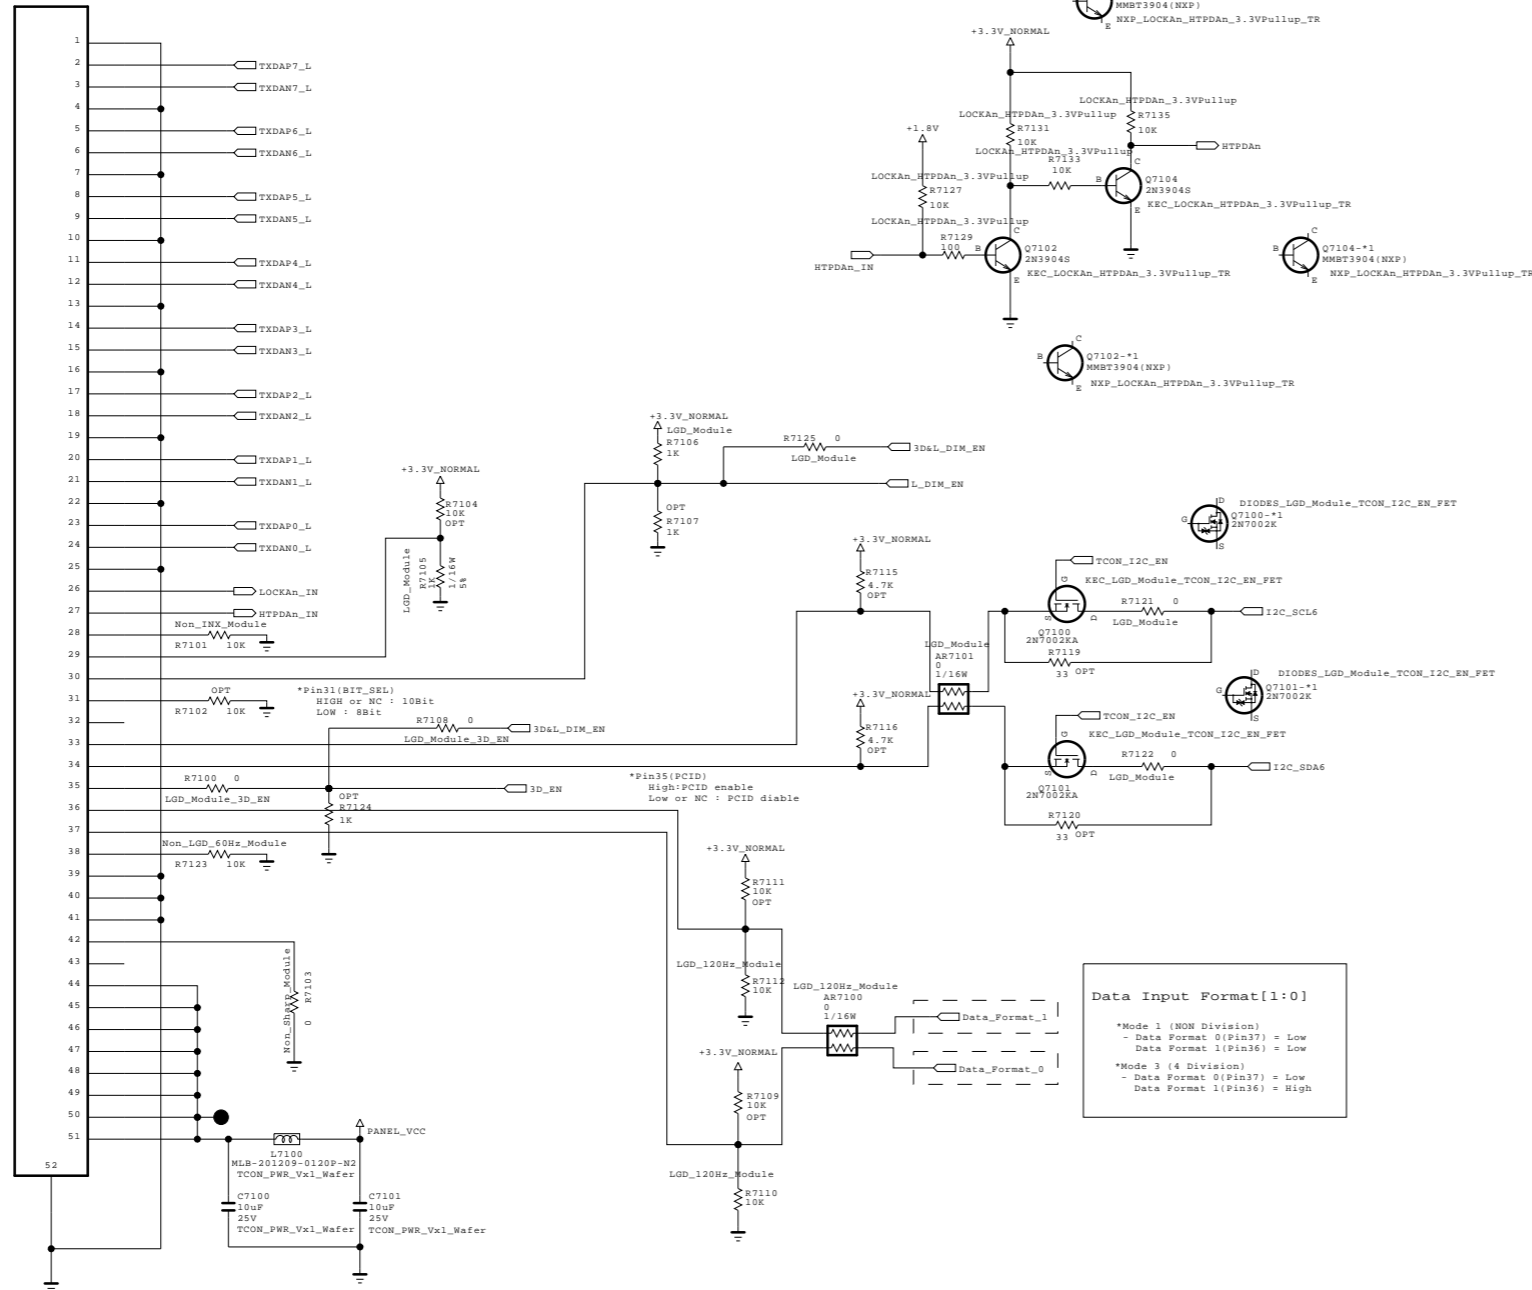 MMBT3904(NXP)
NXP_LOCKAn_HTPDAn_3.3VPullup_TR
E
+3.3V_NORMAL
LOCKAn_HTPDAn_3.3VPullup
R7135
10K
LOCKAn_HTPDAn_3.3VPullup
R7131
10K
HTPDAn
+1.8V
LOCKAn_HTPDAn_3.3VPullup
R7133
10K
B
C
E
Q7104
2N3904S
KEC_LOCKAn_HTPDAn_3.3VPullup_TR
LOCKAn_HTPDAn_3.3VPullup
R7127
10K
LOCKAn_HTPDAn_3.3VPullup
R7129
100
HTPDAn_IN
B
C
E
Q7102
2N3904S
KEC_LOCKAn_HTPDAn_3.3VPullup_TR
B
C
E
Q7104-*1
MMBT3904(NXP)
NXP_LOCKAn_HTPDAn_3.3VPullup_TR
B
C
E
Q7102-*1
MMBT3904(NXP)
NXP_LOCKAn_HTPDAn_3.3VPullup_TR
1
2 TXDAP7_L
3 TXDAN7_L
4
5 TXDAP6_L
6 TXDAN6_L
7
8 TXDAP5_L
9 TXDAN5_L
10
11 TXDAP4_L
12 TXDAN4_L
13
14 TXDAP3_L
15 TXDAN3_L
16
17 TXDAP2_L
18 TXDAN2_L
19
20 TXDAP1_L
21 TXDAN1_L
22
23 TXDAP0_L
24 TXDAN0_L
25
26 LOCKAn_IN
27 HTPDAn_IN
28
Non_INX_Module
R7101 10K
29
30
31
OPT
R7102 10K
*Pin31(BIT_SEL)
HIGH or NC : 10Bit
LOW : 8Bit
32
33
34
35
R7100 0
LGD_Module_3D_EN
R7108 0
LGD_Module_3D_EN
3D&L_DIM_EN
3D_EN
OPT
R7124
1K
36
37
38
Non_LGD_60Hz_Module
R7123 10K
39
40
41
42
Non_Sharp_Module
0 R7103
43
44
45
46
47
48
49
50
51
52
L7100
MLB-201209-0120P-N2
TCON_PWR_Vx1_Wafer
PANEL_VCC
C7100
10uF
25V
TCON_PWR_Vx1_Wafer
C7101
10uF
25V
TCON_PWR_Vx1_Wafer
+3.3V_NORMAL
R7104
10K
OPT
LGD_Module
R7105
1K
1/16W
5%
+3.3V_NORMAL
LGD_Module
R7106
1K
OPT
R7107
1K
R7125 0
LGD_Module
3D&L_DIM_EN
L_DIM_EN
+3.3V_NORMAL
R7115
4.7K
OPT
LGD_Module
AR7101
0
1/16W
+3.3V_NORMAL
R7116
4.7K
OPT
*Pin35(PCID)
High:PCID enable
Low or NC : PCID diable
G
D
S
DIODES_LGD_Module_TCON_I2C_EN_FET
Q7100-*1
2N7002K
TCON_I2C_EN
KEC_LGD_Module_TCON_I2C_EN_FET
G
S
D
Q7100
2N7002KA
R7121 0
LGD_Module
I2C_SCL6
R7119
33 OPT
G
D
S
DIODES_LGD_Module_TCON_I2C_EN_FET
Q7101-*1
2N7002K
TCON_I2C_EN
KEC_LGD_Module_TCON_I2C_EN_FET
G
S
D
Q7101
2N7002KA
R7122 0
LGD_Module
I2C_SDA6
R7120
33 OPT
+3.3V_NORMAL
R7111
10K
OPT
LGD_120Hz_Module
R7112
10K
LGD_120Hz_Module
AR7100
0
1/16W
Data_Format_1
Data_Format_0
+3.3V_NORMAL
R7109
10K
OPT
LGD_120Hz_Module
R7110
10K
Data Input Format[1:0]
*Mode 1 (NON Division)
- Data Format 0(Pin37) = Low
Data Format 1(Pin36) = Low
*Mode 3 (4 Division)
- Data Format 0(Pin37) = Low
Data Format 1(Pin36) = High